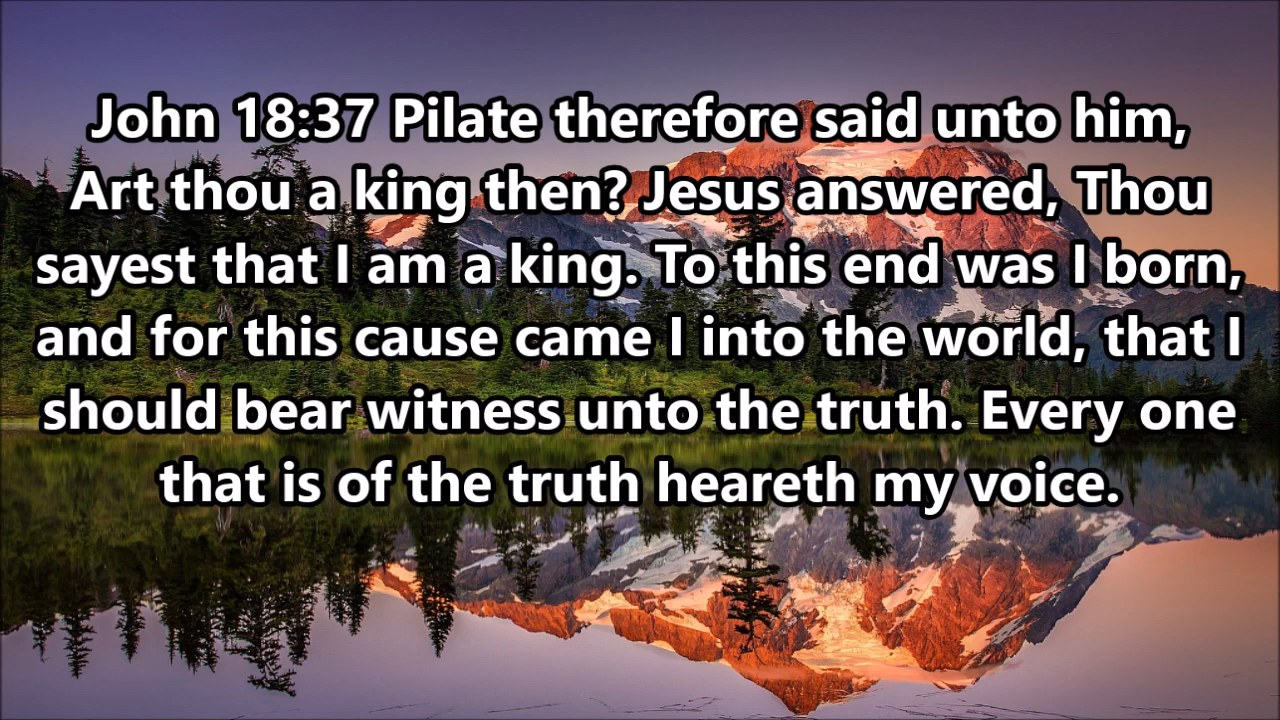 John 18:37 Pilate therefore said unto him,
Art thou a king then? Jesus answered, Thou
sayest that I am a king. To this end was I born,
and for this cause came I into the world, that I
should bear witness unto the truth. Every one
that is of the truth heareth my voice.